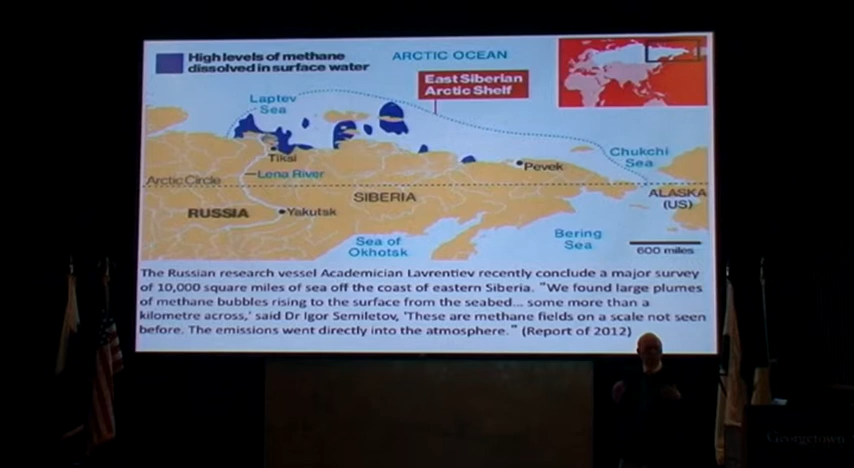 High levels of methane
dissolved in surface water
ARCTIC OCEAN
East Siberian
Arctic Shelf
Laptev
Sea
Chukchi
Sea
Tiksi
Pevek
Lena River
Arctic Circle
SIBERIA
ALASKA
(US)
RUSSIA
Yakutsk
Sea of
Okhotsk
Bering
Sea
600 miles
The Russian research vessel Academician Lavrentiev recently conclude a major survey
of 10,000 square miles of sea off the coast of eastern Siberia. "We found large plumes
of methane bubbles rising to the surface from the seabed... some more than a
kilometre across,' said Dr Igor Semiletov, 'These are methane fields on a scale not seen
before. The emissions went directly into the atmosphere." (Report of 2012)
Georgetown